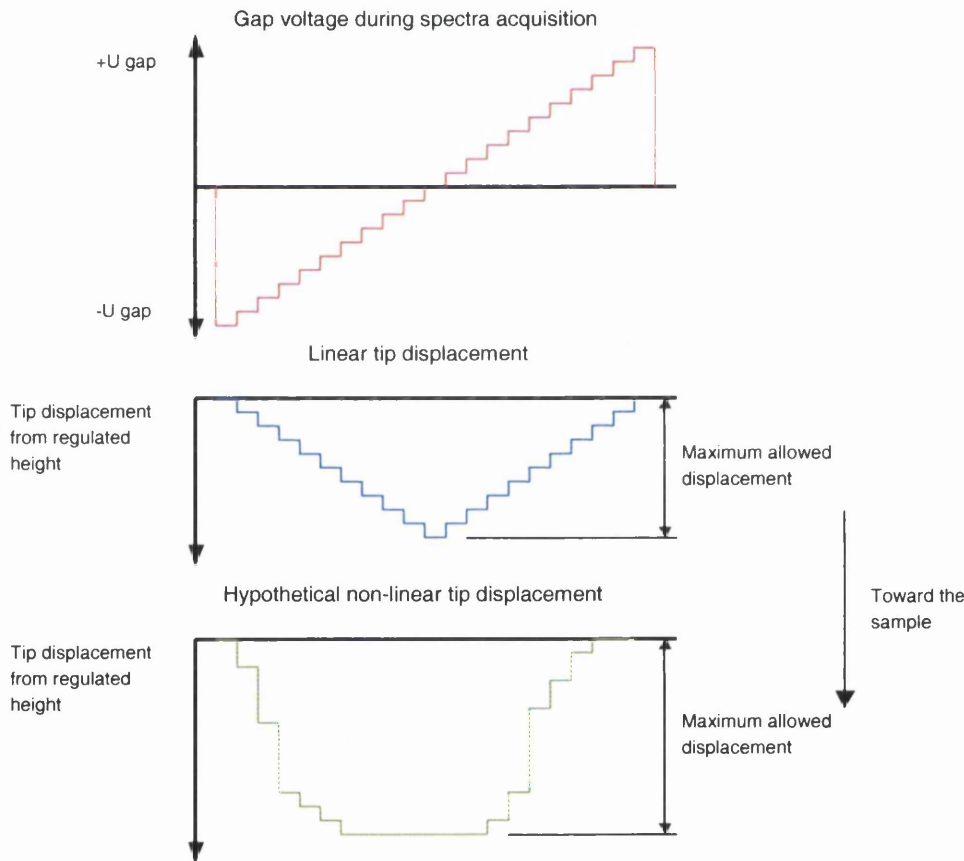 Gap voltage during spectra acquisition
+U gap
-U gap
Linear tip displacement
Tip displacement
from regulated
height
Maximum allowed
displacement
Hypothetical non-linear tip displacement
Toward the
sample
Tip displacement
from regulated
height
Maximum allowed
displacement